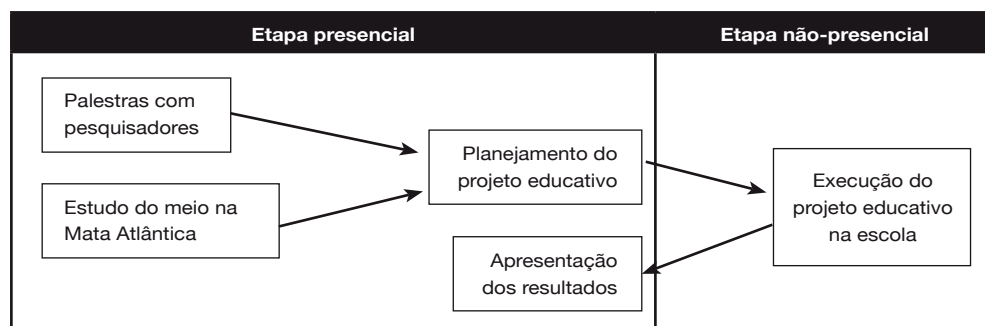 Etapa presencial
Etapa não-presencial
Palestras com
pesquisadores
Planejamento do
projeto educativo
Estudo do meio na
Mata Atlântica
Execução do
projeto educativo
na escola
Apresentação
dos resultados